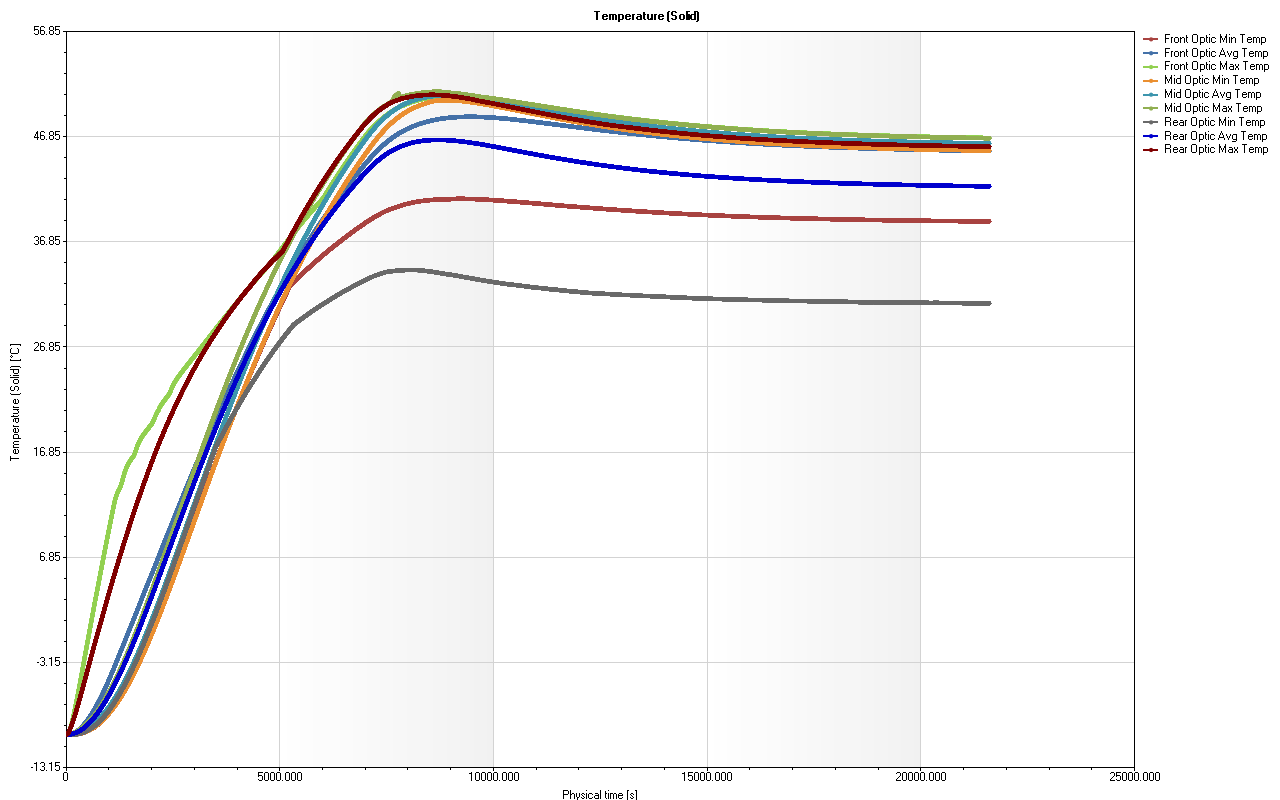 Temperature (Solid)
56.85
46.85
36.85
26.85
16.85
6.85
-3.15
-13.15
Temperature (Solid) [°C]
0
5000.000
10000.000
15000.000
20000.000
25000.000
Physical time [s]
Front Optic Min Temp
Front Optic Avg Temp
Front Optic Max Temp
Mid Optic Min Temp
Mid Optic Avg Temp
Mid Optic Max Temp
Rear Optic Min Temp
Rear Optic Avg Temp
Rear Optic Max Temp